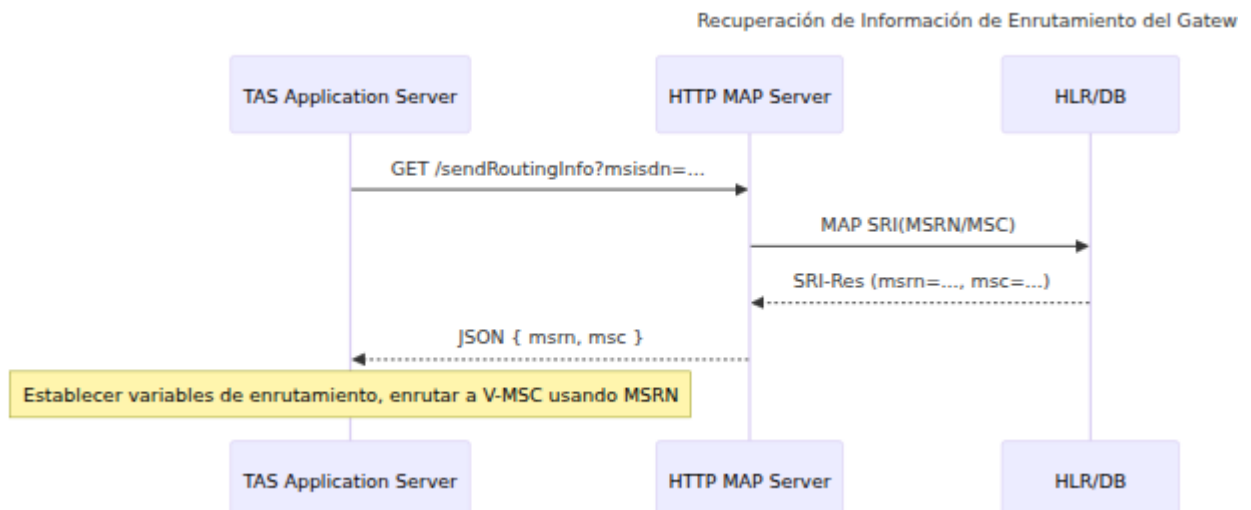 Recuperación de Información de Enrutamiento del Gatew
TAS Application Server
HTTP MAP Server
HLR/DB
GET /sendRoutingInfo?msisdn=...
MAP SRI(MSRN/MSC)
SRI-Res (msrn=..., msc=...)
JSON { msrn, msc }
Establecer variables de enrutamiento, enrutar a V-MSC usando MSRN
TAS Application Server
HTTP MAP Server
HLR/DB